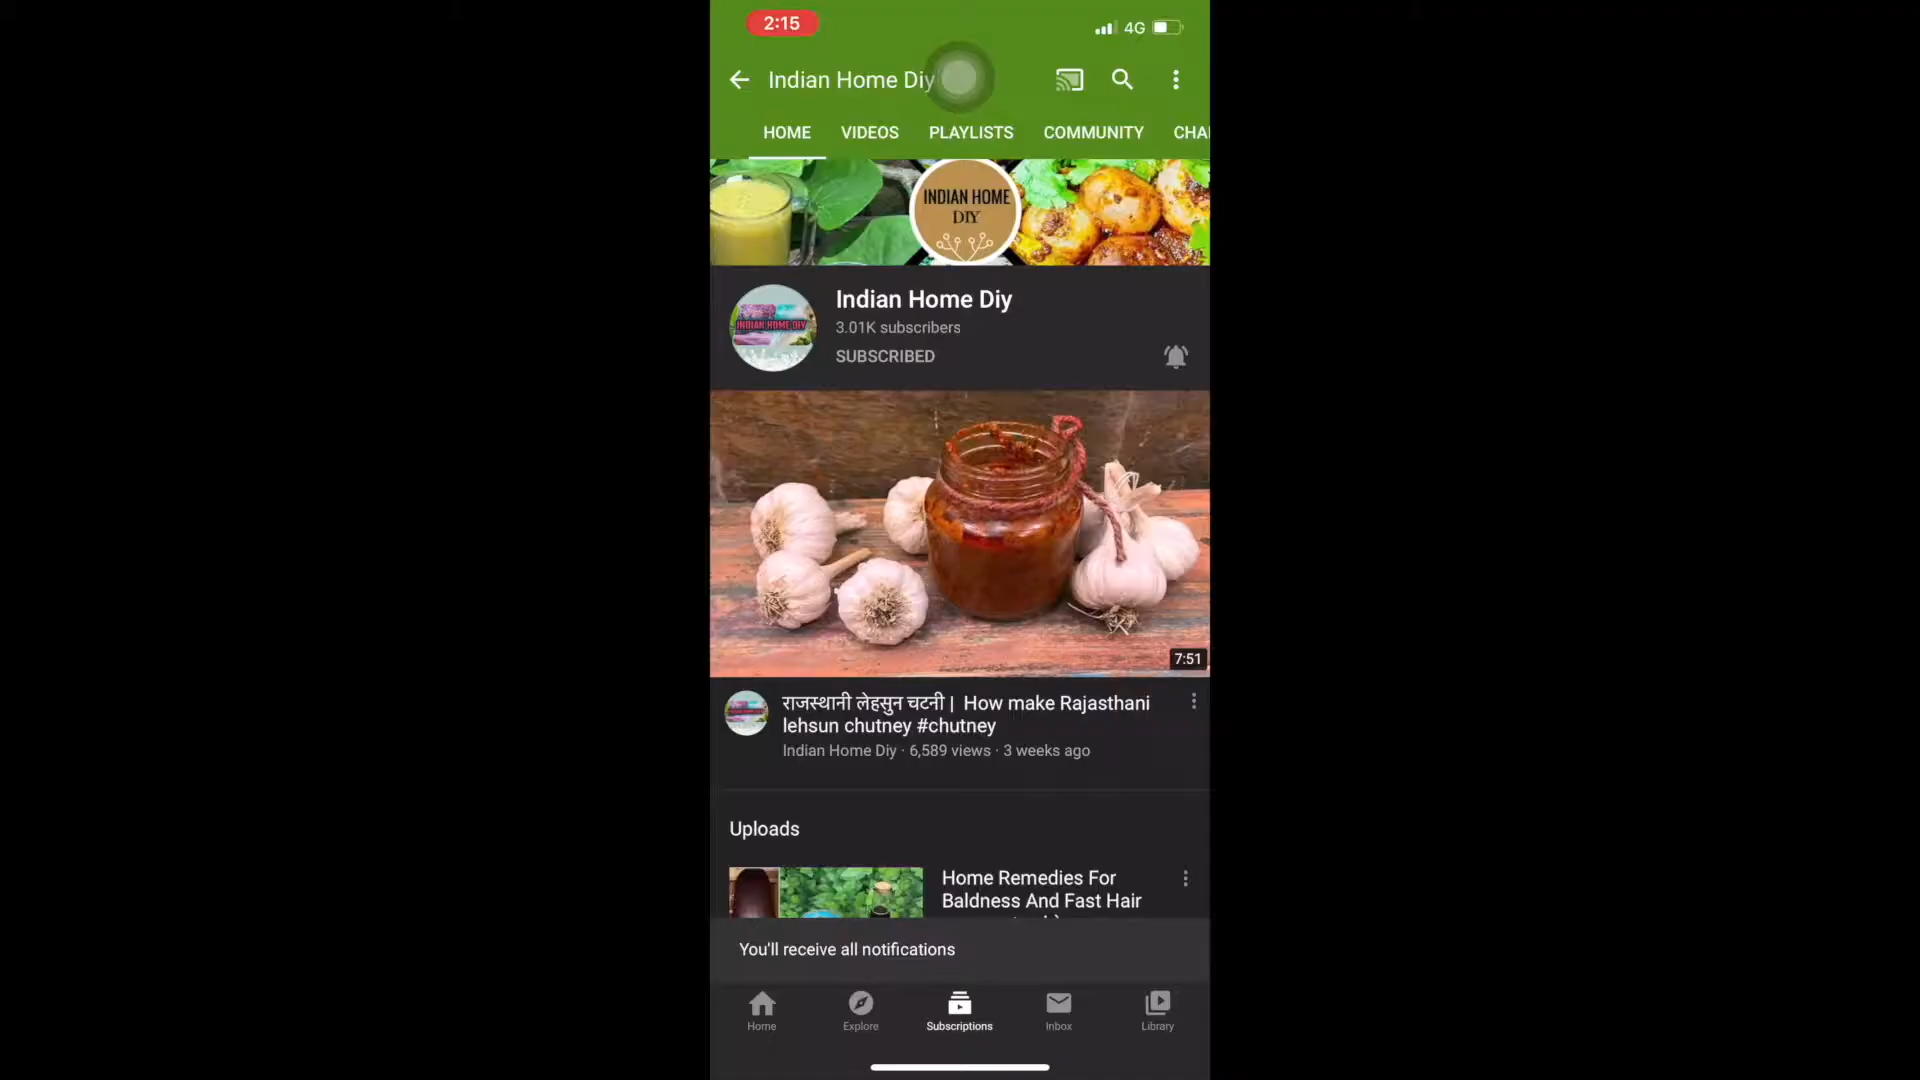 2:15
4G
Indian Home Diy
HOME VIDEOS PLAYLISTS COMMUNITY CHA
INDIAN HOME
DIY
INDIAN HOME DIY
Indian Home Diy
3.01K subscribers
SUBSCRIBED
7:51
राजस्थानी लेहसुन चटनी | How make Rajasthani
lehsun chutney #chutney
Indian Home Diy · 6,589 views · 3 weeks ago
Uploads
Home Remedies For
Baldness And Fast Hair
You'll receive all notifications
Home Explore Subscriptions Inbox Library